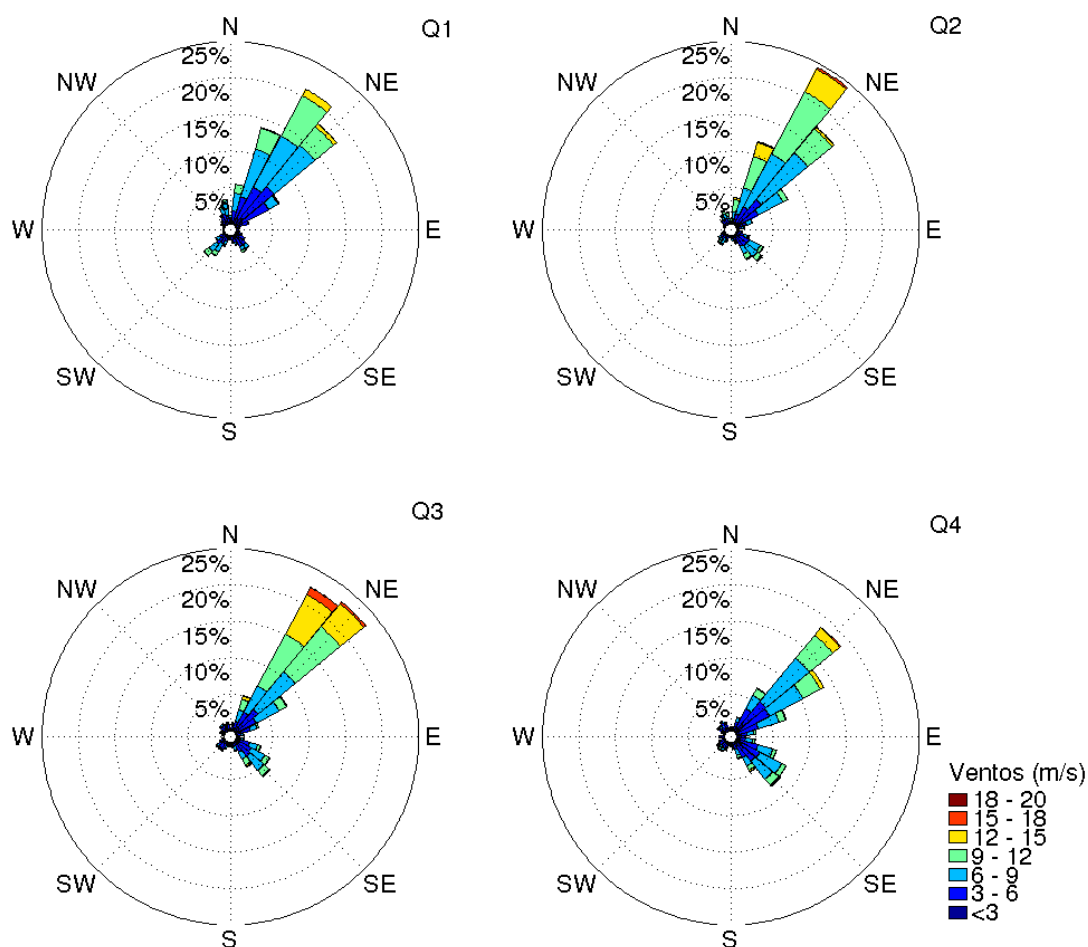 N
Q1
25%
NW
NE
20%
15%
10%
5%
W
E
SW
SE
S
N
Q2
25%
NW
NE
20%
15%
10%
5%
W
E
SW
SE
S
N
Q3
25%
NW
NE
20%
15%
10%
5%
W
E
SW
SE
S
N
Q4
25%
NW
NE
20%
15%
10%
5%
W
E
SW
SE
S
Ventos (m/s)
18 - 20
15 - 18
12 - 15
9 - 12
6 - 9
3 - 6
<3